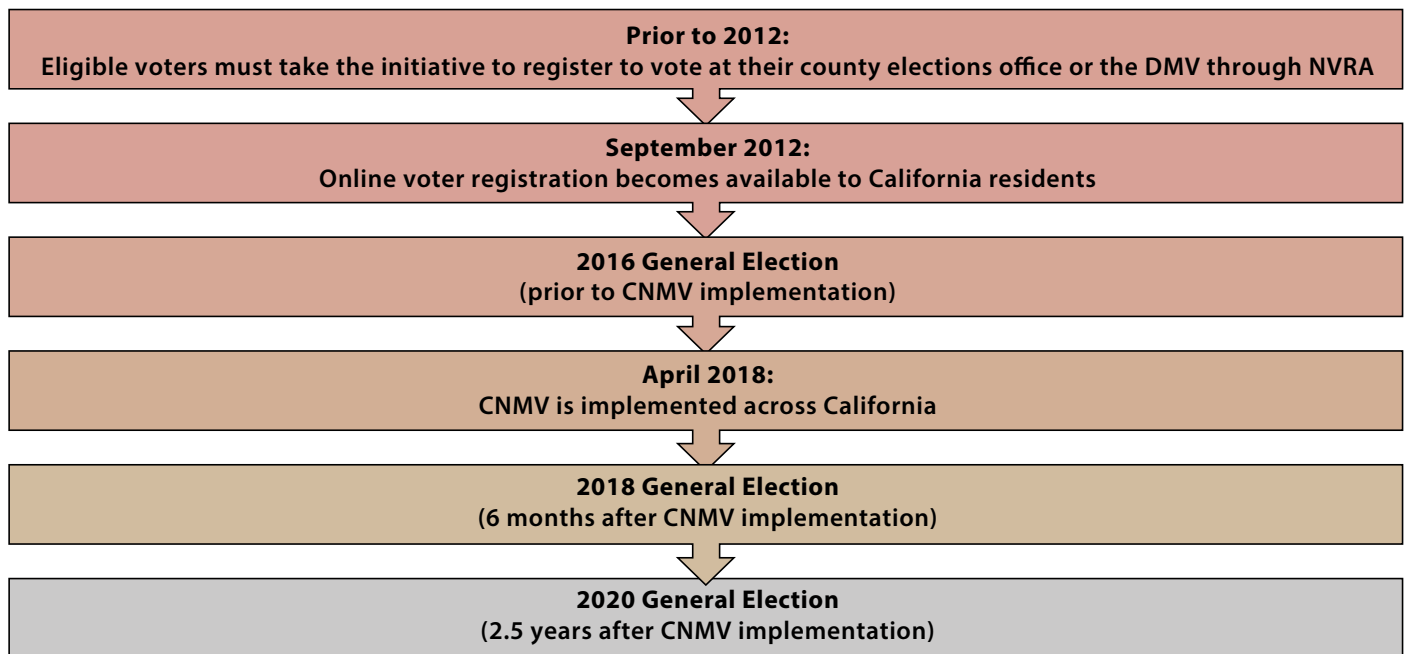 Prior to 2012:
Eligible voters must take the initiative to register to vote at their county elections office or the DMV through NVRA
September 2012:
Online voter registration becomes available to California residents
2016 General Election
(prior to CNMV implementation)
April 2018:
CNMV is implemented across California
2018 General Election
(6 months after CNMV implementation)
2020 General Election
(2.5 years after CNMV implementation)